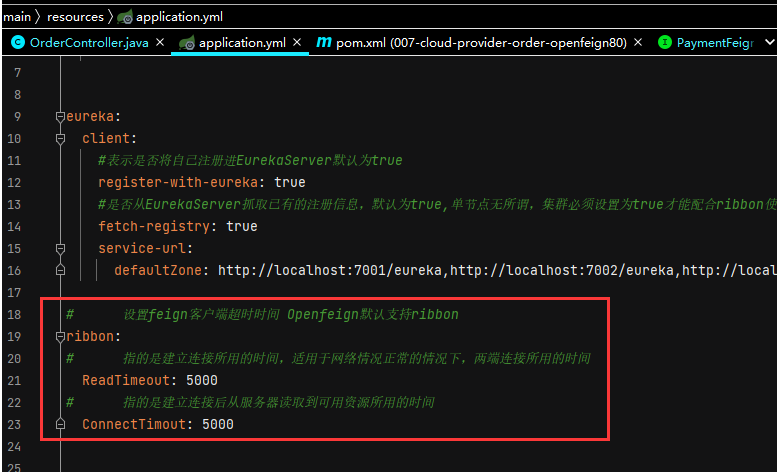 main 〉 resources 〉 application.yml
OrderController.java × application.yml × pom.xml (007-cloud-provider-order-openfeign80) × PaymentFeig
7
8
9 eureka:
10 client:
11 #表示是否将自己注册进EurekaServer默认为true
12 register-with-eureka: true
13 #是否从EurekaServer抓取已有的注册信息，默认为true,单节点无所谓，集群必须设置为true才能配合ribbon使
14 fetch-registry: true
15 service-url:
16 defaultZone: http://localhost:7001/eureka,http://localhost:7002/eureka,http://local
17
18 # 设置feign客户端超时时间 Openfeign默认支持ribbon
19 ribbon:
20 # 指的是建立连接所用的时间，适用于网络情况正常的情况下，两端连接所用的时间
21 ReadTimeout: 5000
22 # 指的是建立连接后从服务器读取到可用资源所用的时间
23 ConnectTimout: 5000
24
25